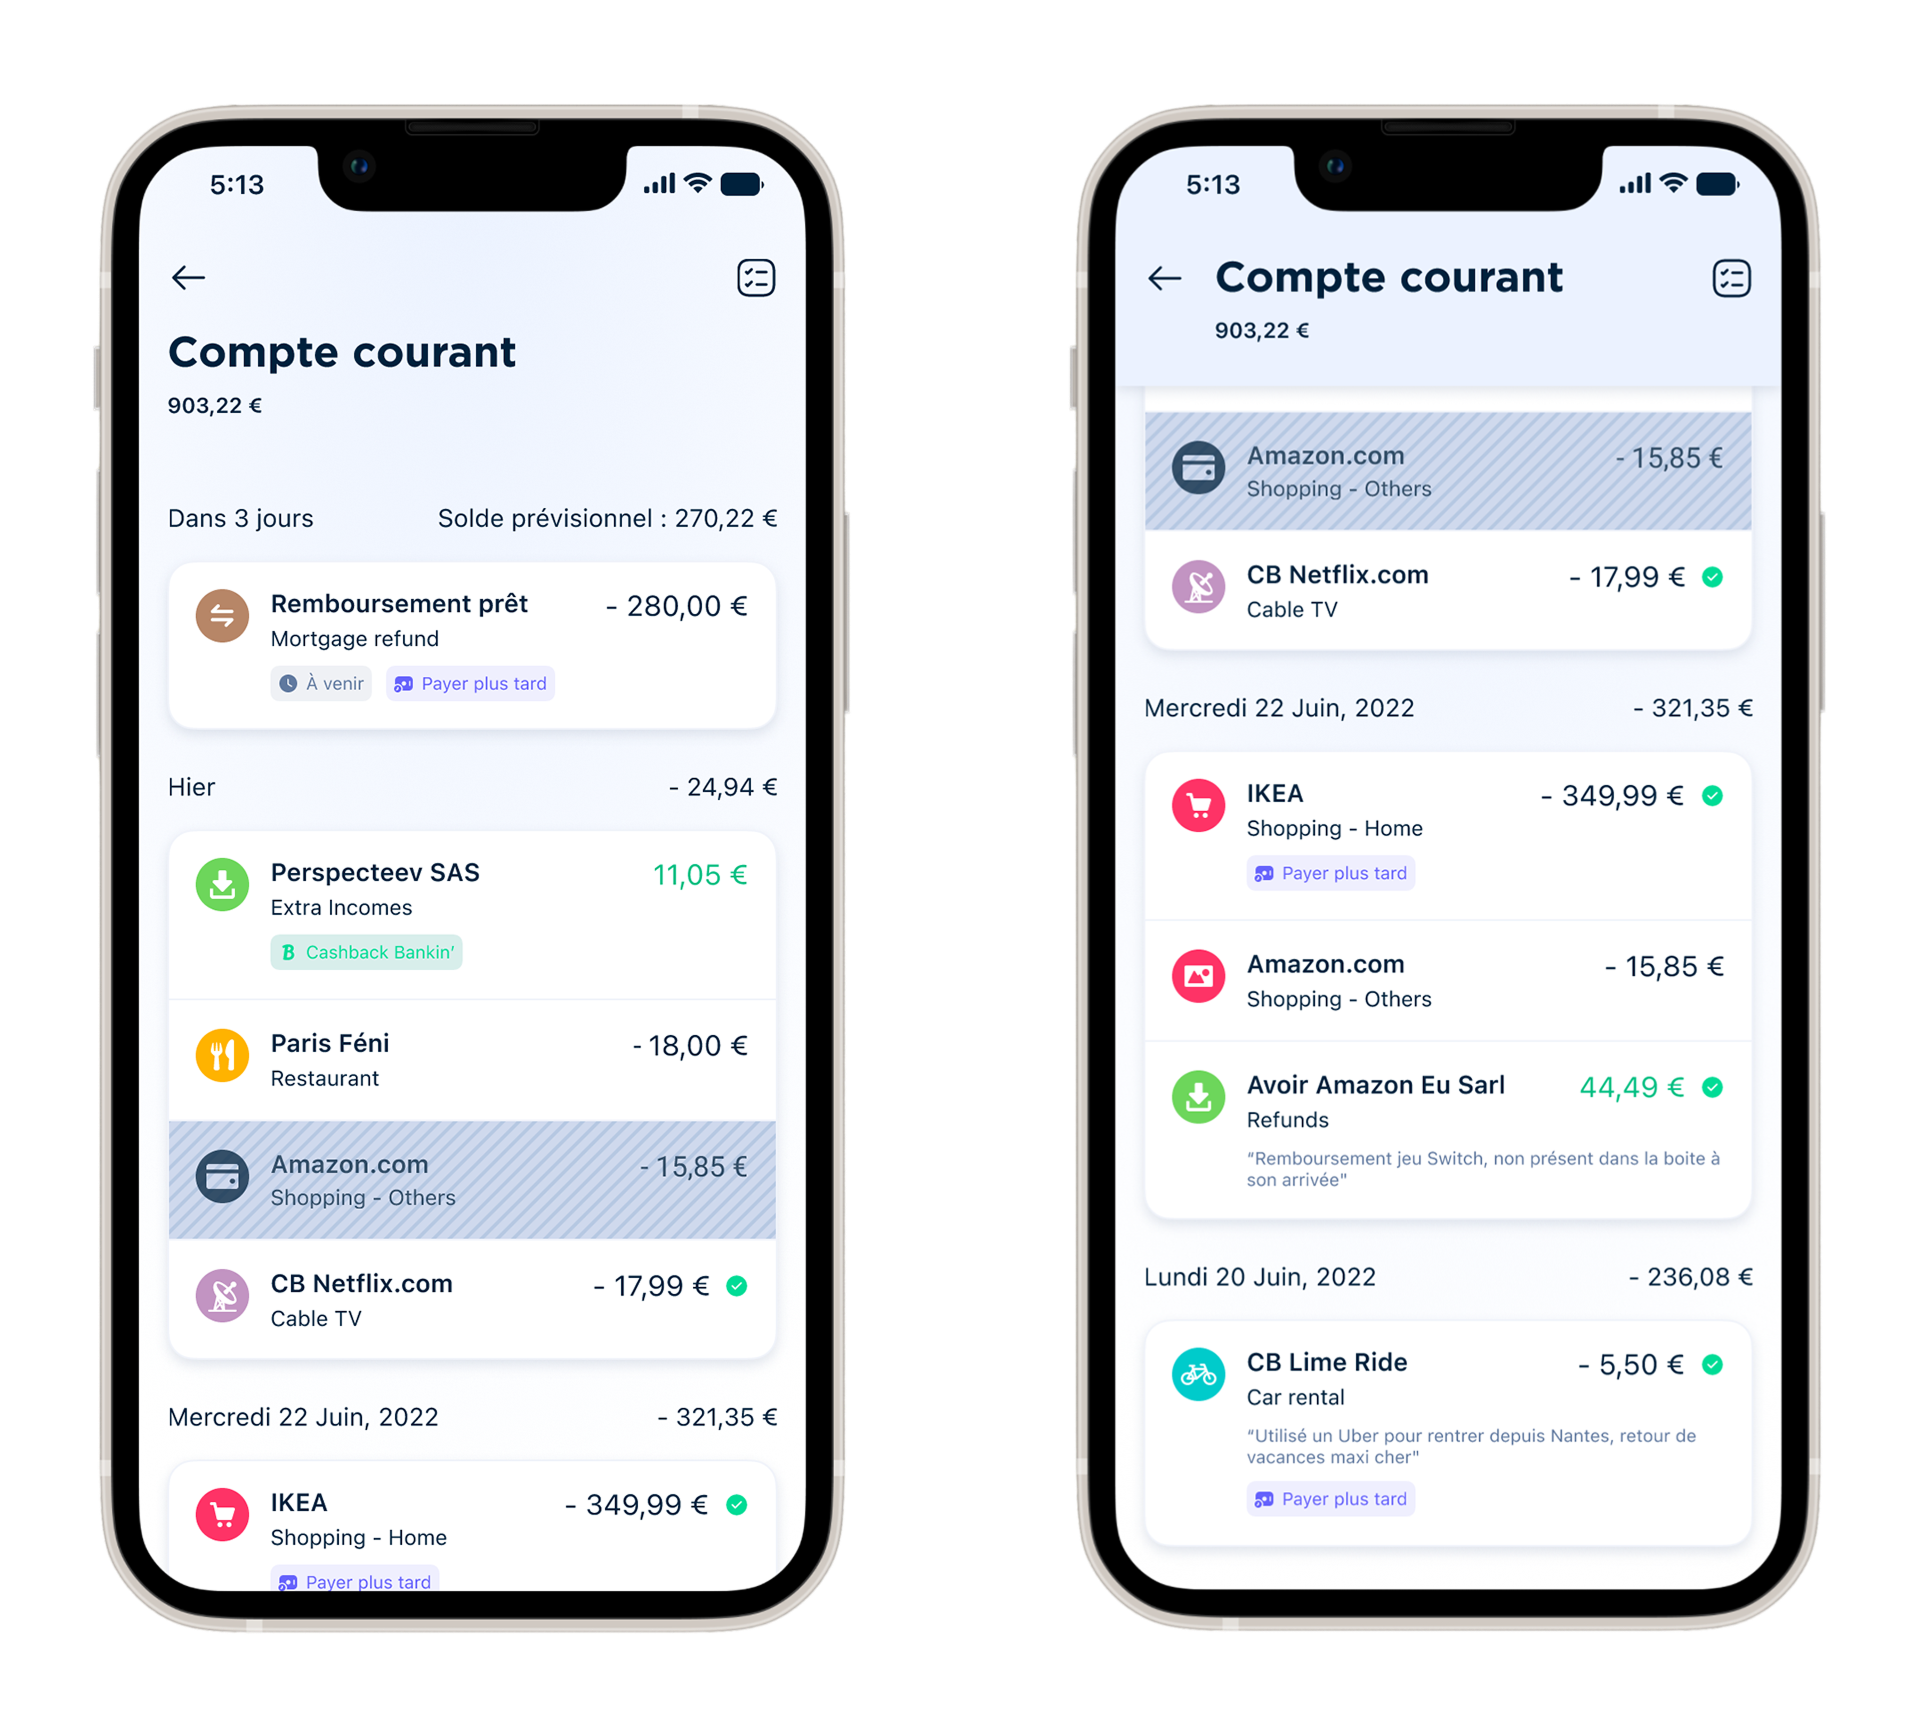 5:13
Compte courant
903,22 €
Dans 3 jours
Solde prévisionnel : 270,22 €
Remboursement prêt
- 280,00 €
Mortgage refund
À venir
Payer plus tard
Hier
- 24,94 €
Perspecteev SAS
11,05 €
Extra Incomes
Cashback Bankin’
Paris Féni
- 18,00 €
Restaurant
Amazon.com
- 15,85 €
Shopping - Others
CB Netflix.com
- 17,99 €
Cable TV
Mercredi 22 Juin, 2022
- 321,35 €
IKEA
- 349,99 €
Shopping - Home
Payer plus tard
5:13
Compte courant
903,22 €
Amazon.com
- 15,85 €
Shopping - Others
CB Netflix.com
- 17,99 €
Cable TV
Mercredi 22 Juin, 2022
- 321,35 €
IKEA
- 349,99 €
Shopping - Home
Payer plus tard
Amazon.com
- 15,85 €
Shopping - Others
Avoir Amazon Eu Sarl
44,49 €
Refunds
“Remboursement jeu Switch, non présent dans la boite à
son arrivée"
Lundi 20 Juin, 2022
- 236,08 €
CB Lime Ride
- 5,50 €
Car rental
“Utilisé un Uber pour rentrer depuis Nantes, retour de
vacances maxi cher"
Payer plus tard